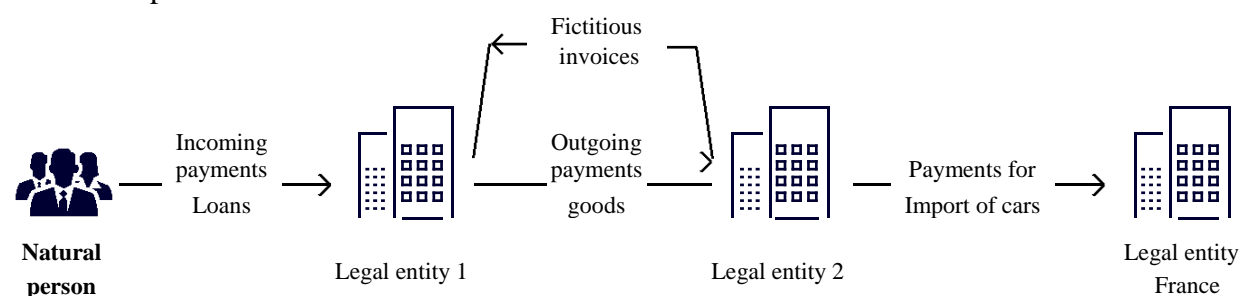 Fictitious
invoices
Incoming
payments
Loans
Outgoing
payments
goods
Payments for
Import of cars
Natural
person
Legal entity 1
Legal entity 2
Legal entity
France